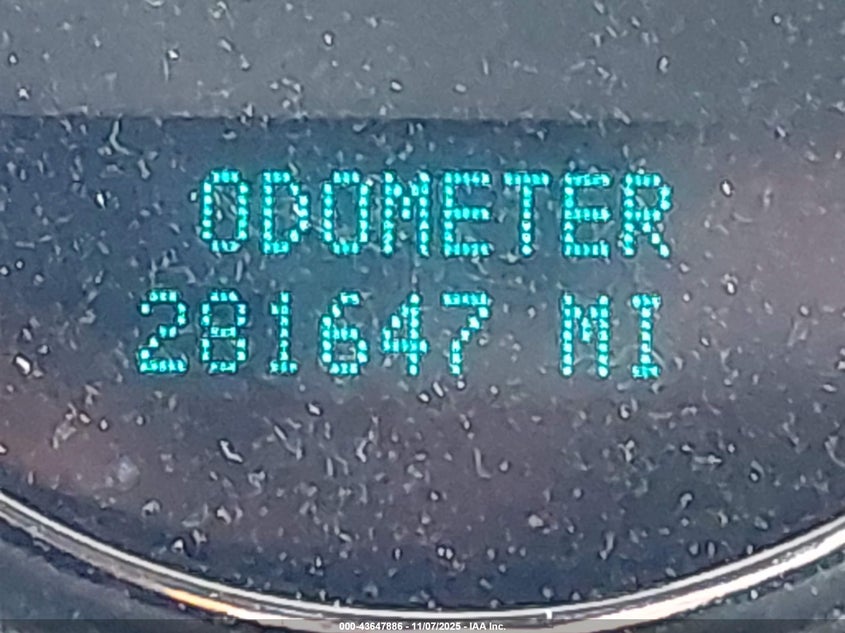 ODOMETER
281647 MI
000-43647886 - 11/07/2025 - IAA Inc.